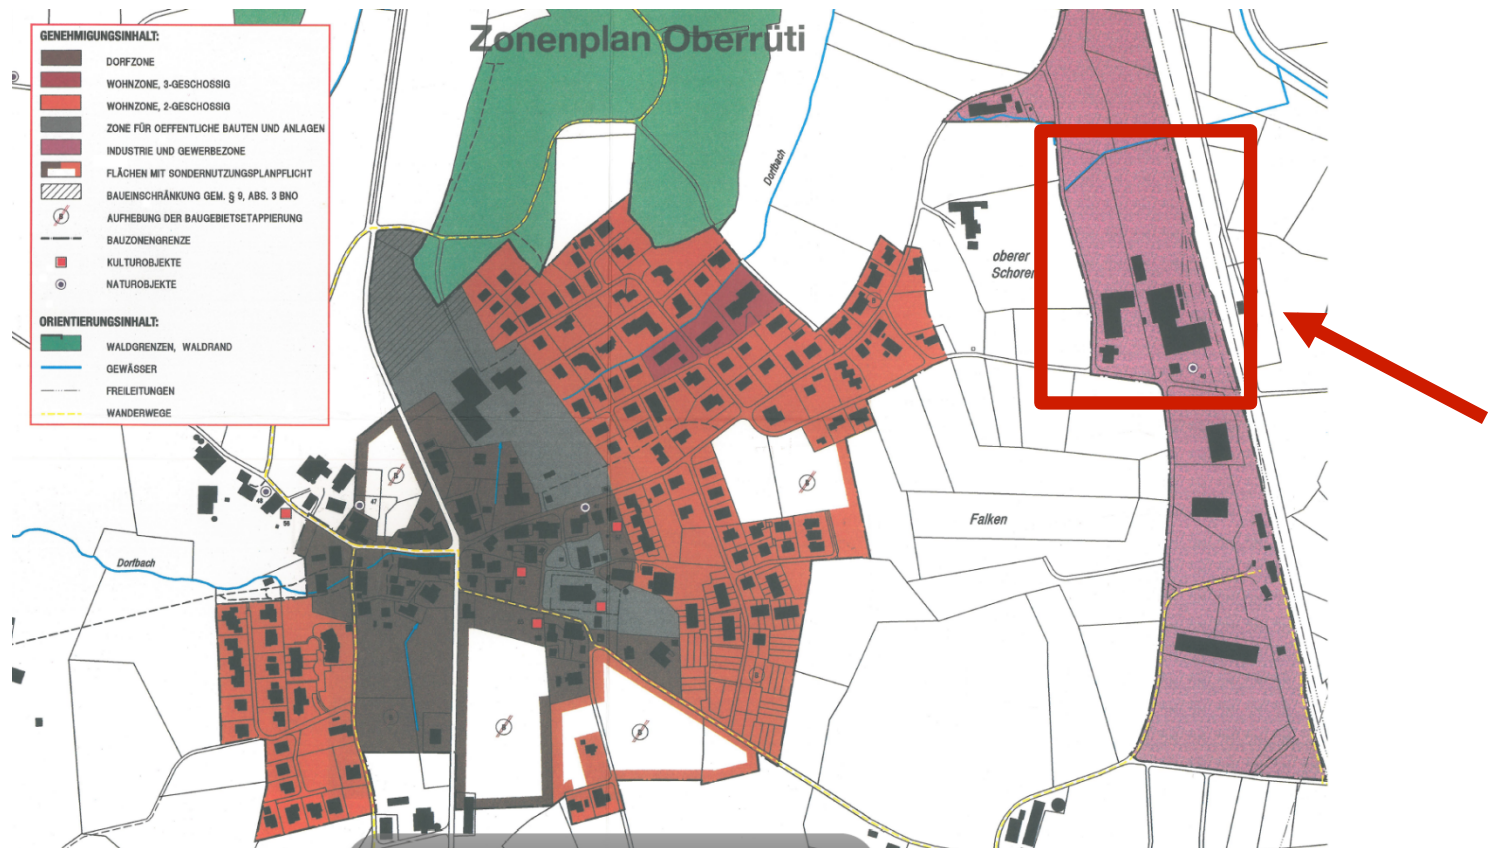 Zonenplan Oberrüti
GENEHMIGUNGSINHALT:
DORFZONE
WOHNZONE, 3-GESCHOSSIG
WOHNZONE, 2-GESCHOSSIG
ZONE FÜR OEFFENTLICHE BAUTEN UND ANLAGEN
INDUSTRIE UND GEWERBEZONE
FLÄCHEN MIT SONDERNUTZUNGSPLANPFLICHT
BAUEINSCHRÄNKUNG GEM. § 9, ABS. 3 BNO
AUFHEBUNG DER BAUGEBIETSETAPPIERUNG
BAUZONENGRENZE
KULTUROBJEKTE
NATUROBJEKTE
ORIENTIERUNGSINHALT:
WALDGRENZEN, WALDRAND
GEWÄSSER
FREILEITUNGEN
WANDERWEGE
Dorfbach
oberer
Schoren
Falken
Dorfbach
47